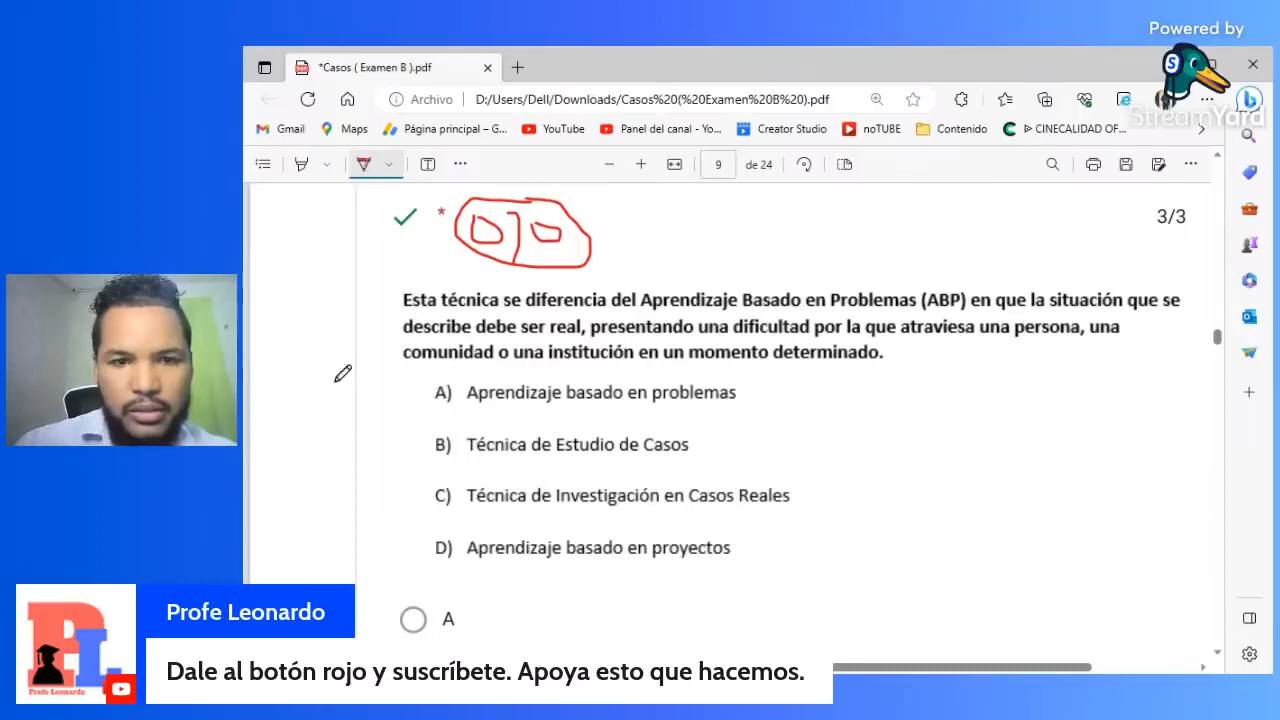 Powered by
StreamYard
*Casos ( Examen B ).pdf
Archivo
D:/Users/Dell/Downloads/Casos%20(%20Examen%20B%20).pdf
Gmail
Maps
Página principal – G...
YouTube
Panel del canal - Yo...
Creator Studio
noTUBE
Contenido
▷ CINECALIDAD OF...
9
de 24
*
3/3
Esta técnica se diferencia del Aprendizaje Basado en Problemas (ABP) en que la situación que se
describe debe ser real, presentando una dificultad por la que atraviesa una persona, una
comunidad o una institución en un momento determinado.
A) Aprendizaje basado en problemas
B) Técnica de Estudio de Casos
C) Técnica de Investigación en Casos Reales
D) Aprendizaje basado en proyectos
A
Profe Leonardo
Profe Leonardo
Dale al botón rojo y suscríbete. Apoya esto que hacemos.